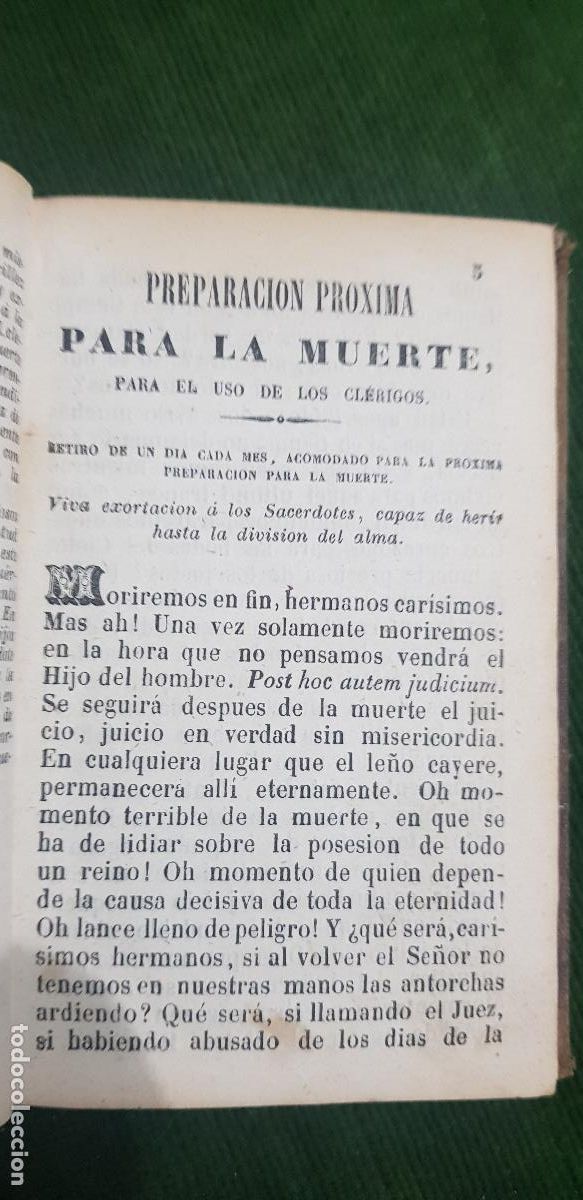 5
PREPARACION PROXIMA
PARA LA MUERTE,
PARA EL USO DE LOS CLÉRIGOS.
RETIRO DE UN DIA CADA MES, ACOMODADO PARA LA PROXIMA
PREPARACION PARA LA MUERTE.
Viva exortacion á los Sacerdotes, capaz de herir
hasta la division del alma.
Moriremos en fin, hermanos carísimos.
Mas ah! Una vez solamente moriremos:
en la hora que no pensamos vendrá el
Hijo del hombre. Post hoc autem judicium.
Se seguirá despues de la muerte el jui-
cio, juicio en verdad sin misericordia.
En cualquiera lugar que el leño cayere,
permanecerá allí eternamente. Oh mo-
mento terrible de la muerte, en que se
ha de lidiar sobre la posesion de todo
un reino! Oh momento de quien depen-
de la causa decisiva de toda la eternidad!
Oh lance lleno de peligro! Y ¿qué será, carí-
simos hermanos, si al volver el Señor no
tenemos en nuestras manos las antorchas
ardiendo? Qué será, si llamando el Juez,
si habiendo abusado de los dias de la
todocoleccion.net